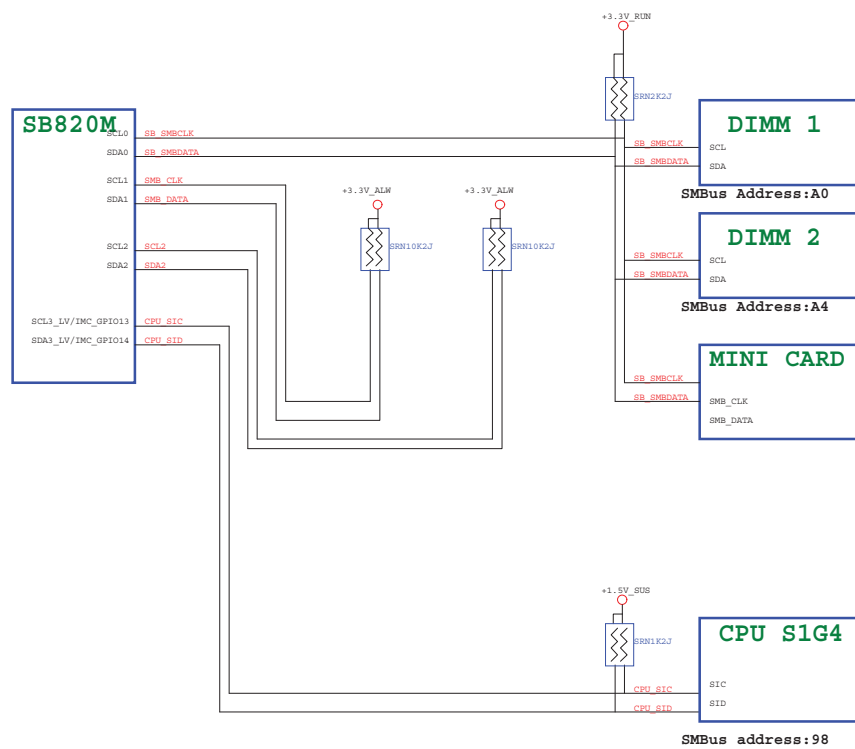 +3.3V_RUN
SRN2K2J
SB820M
SCL0 SB_SMBCLK
SDA0 SB_SMBDATA
SCL1 SMB_CLK
SDA1 SMB_DATA
SCL2 SCL2
SDA2 SDA2
SCL3_LV/IMC_GPIO13 CPU_SIC
SDA3_LV/IMC_GPIO14 CPU_SID
+3.3V_ALW
SRN10K2J
+3.3V_ALW
SRN10K2J
DIMM 1
SB_SMBCLK SCL
SB_SMBDATA SDA
SMBus Address:A0
DIMM 2
SB_SMBCLK SCL
SB_SMBDATA SDA
SMBus Address:A4
MINI CARD
SB_SMBCLK
SB_SMBDATA SMB_CLK
SMB_DATA
+1.5V_SUS
SRN1K2J
CPU S1G4
CPU_SIC SIC
CPU_SID SID
SMBus address:98